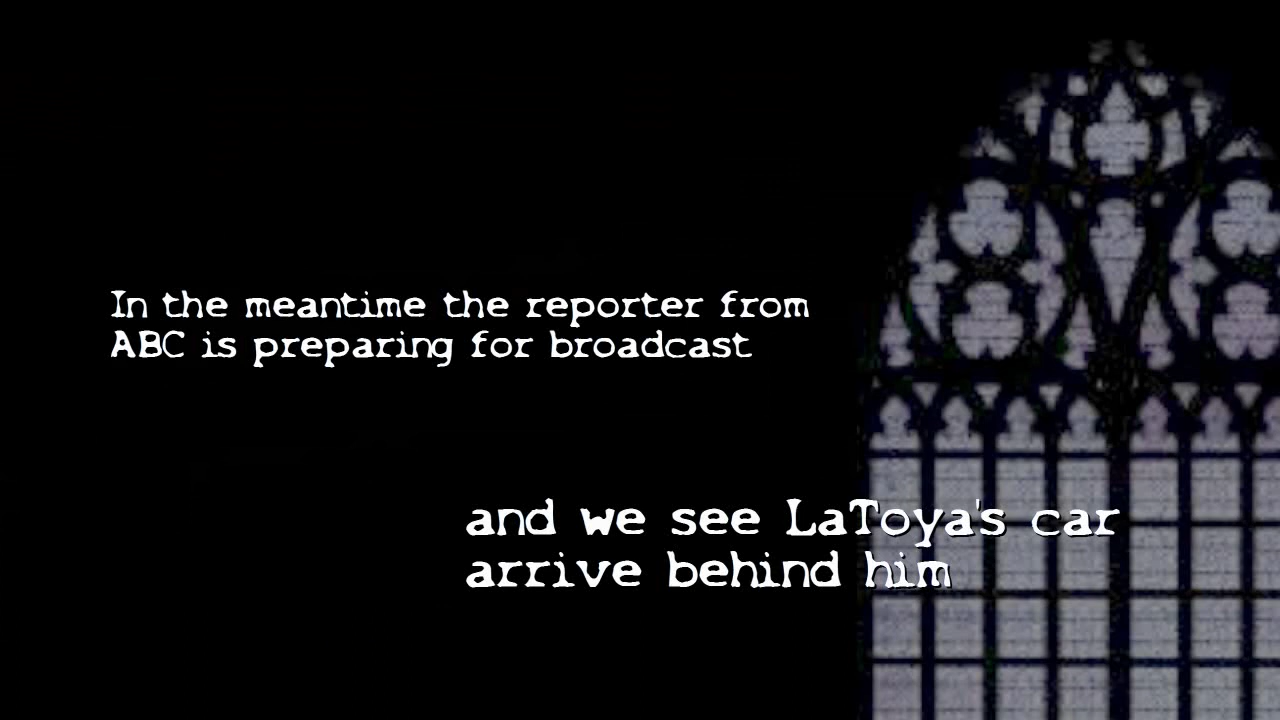 In the meantime the reporter from
ABC is preparing for broadcast
and we see LaToya's car
arrive behind him